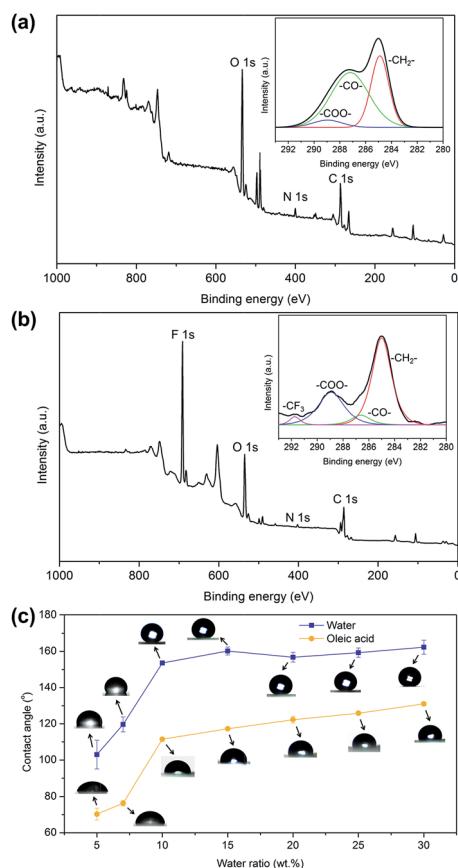 (a)
O 1s
N 1s
C 1s
Intensity (a.u.)
1000 800 600 400 200 0
Binding energy (eV)
-CH₂-
-CO-
-COO-
Intensity (a.u.)
292 290 288 286 284 282 280
Binding energy (eV)
(b)
F 1s
O 1s
N 1s
C 1s
Intensity (a.u.)
1000 800 600 400 200 0
Binding energy (eV)
-CH₂-
-COO-
-CF₃
-CO-
Intensity (a.u.)
292 290 288 286 284 282 280
Binding energy (eV)
(c)
Water
Oleic acid
Contact angle (°)
180
160
140
120
100
80
60
5 10 15 20 25 30
Water ratio (wt.%)